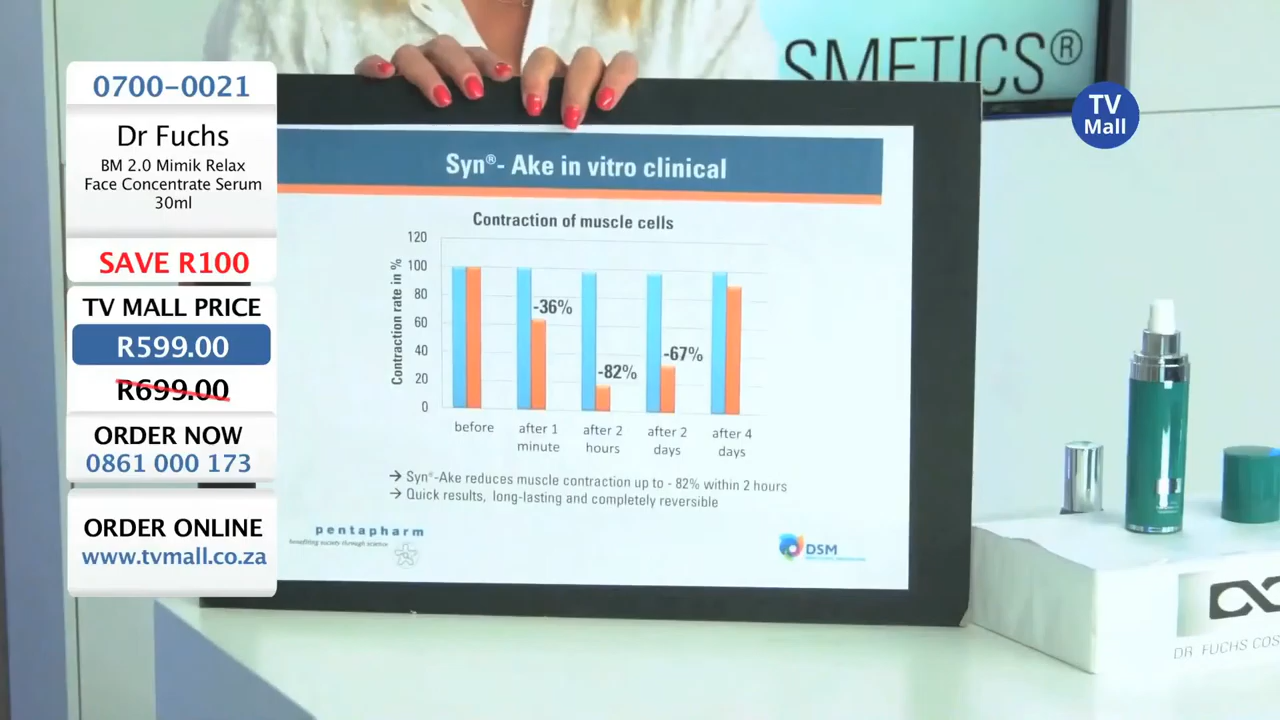 0700-0021
Dr Fuchs
BM 2.0 Mimik Relax
Face Concentrate Serum
30ml
SAVE R100
TV MALL PRICE
R599.00
R699.00
ORDER NOW
0861 000 173
ORDER ONLINE
www.tvmall.co.za
SMETICS®
TV
Mall
Syn®- Ake in vitro clinical
Contraction of muscle cells
Contraction rate in %
120
100
80
60
40
20
0
-36%
-82%
-67%
before
after 1
minute
after 2
hours
after 2
days
after 4
days
→ Syn®-Ake reduces muscle contraction up to - 82% within 2 hours
→ Quick results, long-lasting and completely reversible
pentapharm
benefiting society through science
DSM
DR FUCHS COS